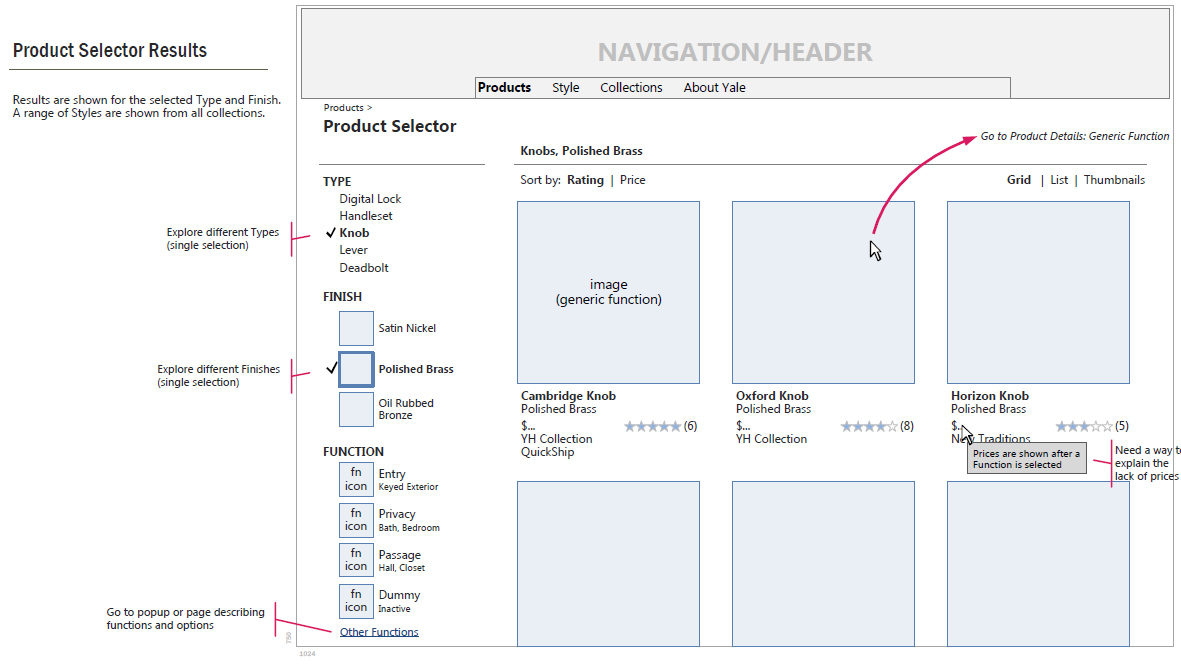 Product Selector Results
Results are shown for the selected Type and Finish.
A range of Styles are shown from all collections.
NAVIGATION/HEADER
Products Style Collections About Yale
Products >
Product Selector
Go to Product Details: Generic Function
Knobs, Polished Brass
Sort by: Rating | Price
Grid | List | Thumbnails
TYPE
Digital Lock
Handleset
Knob
Lever
Deadbolt
Explore different Types
(single selection)
FINISH
Satin Nickel
Polished Brass
Oil Rubbed
Bronze
Explore different Finishes
(single selection)
FUNCTION
fn
icon
Entry
Keyed Exterior
fn
icon
Privacy
Bath, Bedroom
fn
icon
Passage
Hall, Closet
fn
icon
Dummy
Inactive
Other Functions
Go to popup or page describing
functions and options
image
(generic function)
Cambridge Knob
Polished Brass
$... (6)
YH Collection
QuickShip
Oxford Knob
Polished Brass
$... (8)
YH Collection
Horizon Knob
Polished Brass
$.. (5)
New Traditions
Prices are shown after a
Function is selected
Need a way to
explain the
lack of prices
750
1024